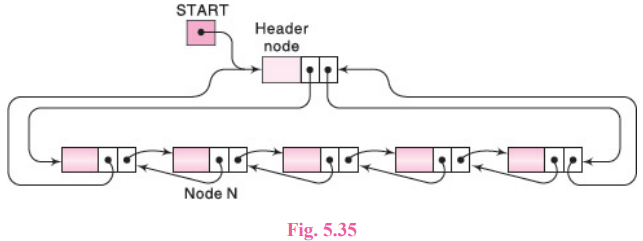 START
Header
node
Node N
Fig. 5.35